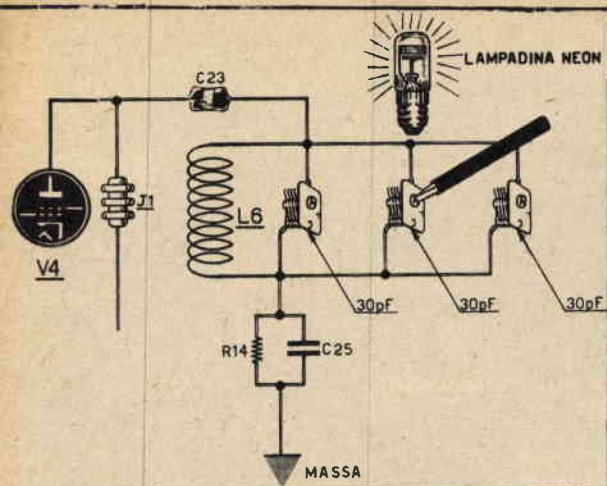 C23
LAMPADINA NEON
J1
L6
V4
30pF
30pF
30pF
R14
C25
MASSA